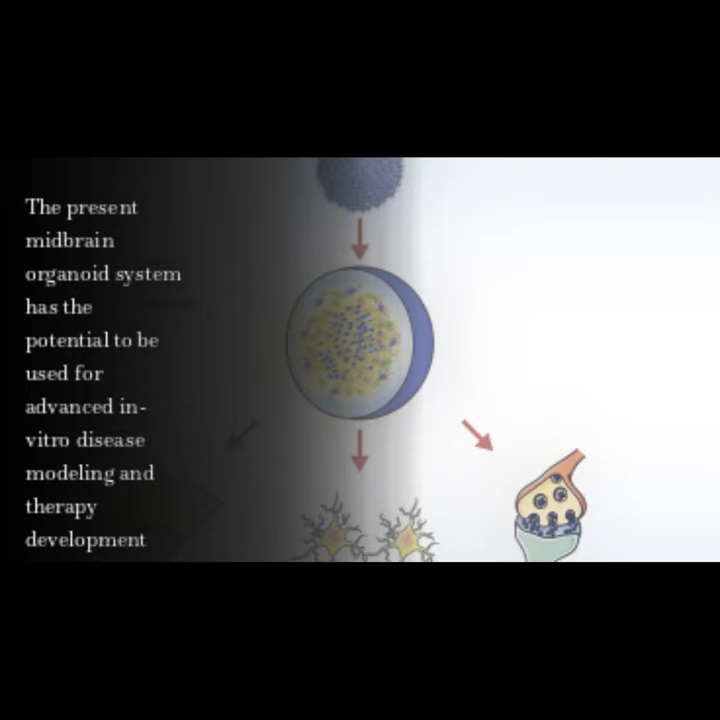 The present
midbrain
organoid system
has the
potential to be
used for
advanced in-
vitro disease
modeling and
therapy
development